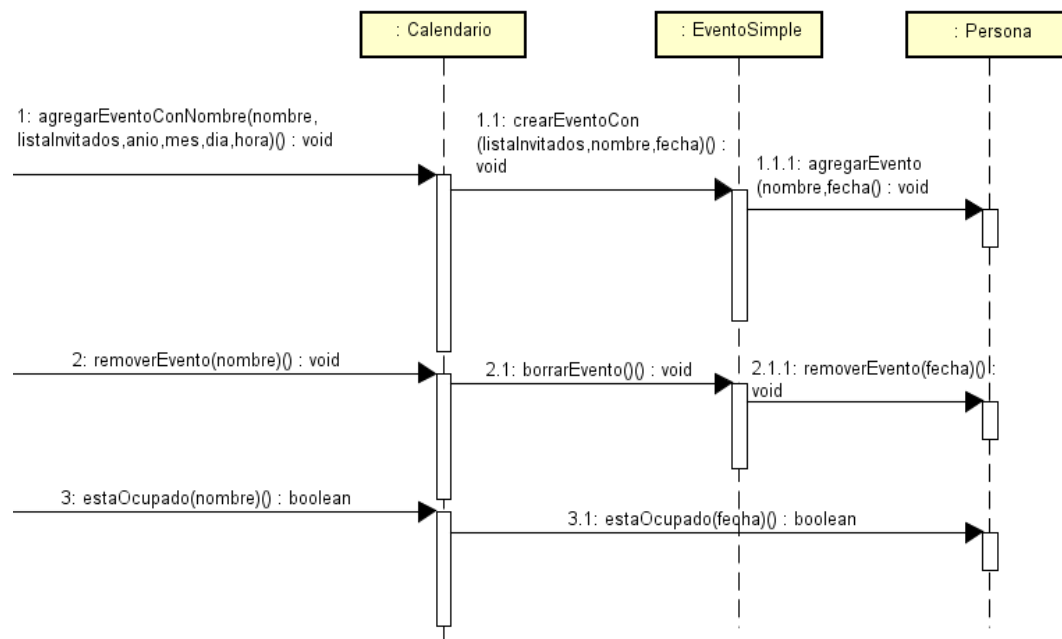 : Calendario
: EventoSimple
: Persona
1: agregarEventoConNombre(nombre,
listaInvitados,anio,mes,dia,hora)() : void
1.1: crearEventoCon
(listaInvitados,nombre,fecha)() :
void
1.1.1: agregarEvento
(nombre,fecha() : void
2: removerEvento(nombre)() : void
2.1: borrarEvento()() : void
2.1.1: removerEvento(fecha)() :
void
3: estaOcupado(nombre)() : boolean
3.1: estaOcupado(fecha)() : boolean